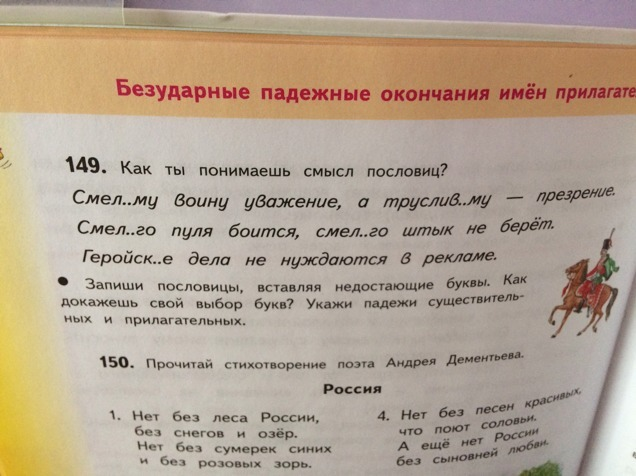 Безударные падежные окончания имён прилагате
149. Как ты понимаешь смысл пословиц?
Смел..му воину уважение, а труслив..му — презрение.
Смел..го пуля боится, смел..го штык не берёт.
Геройск..е дела не нуждаются в рекламе.
• Запиши пословицы, вставляя недостающие буквы. Как
докажешь свой выбор букв? Укажи падежи существитель-
ных и прилагательных.
150. Прочитай стихотворение поэта Андрея Дементьева.
Россия
1. Нет без леса России,
без снегов и озёр.
Нет без сумерек синих
и без розовых зорь.
4. Нет без песен красивых,
что поют соловьи.
А ещё нет России
без сыновней любви.